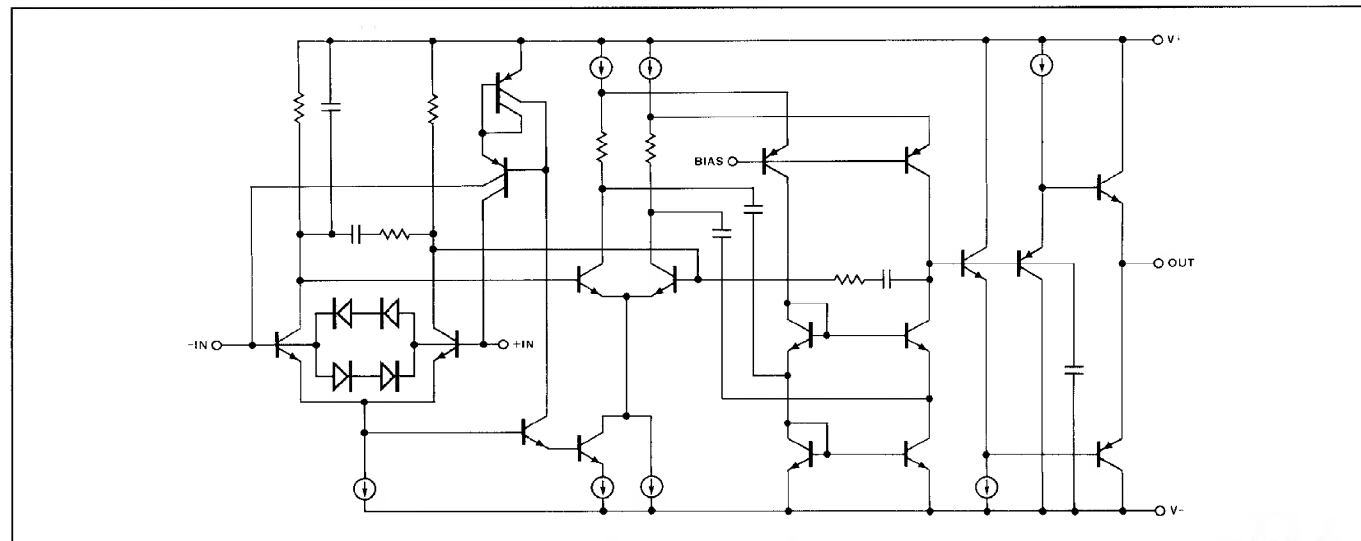 V+
BIAS
OUT
-IN
+IN
V-